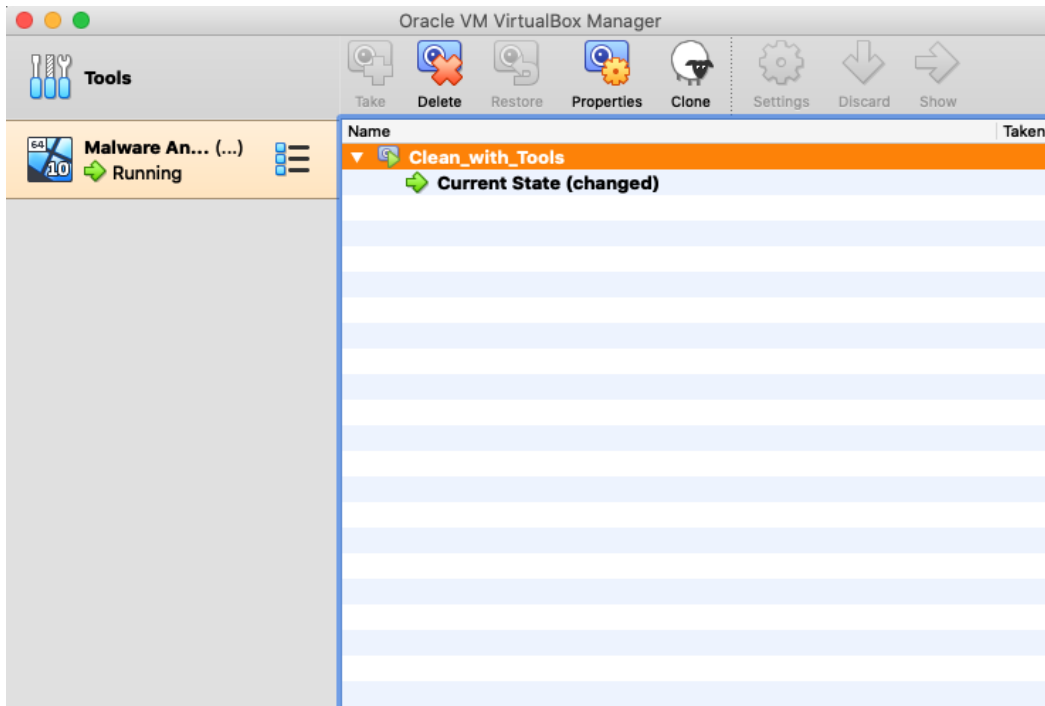 Oracle VM VirtualBox Manager
Tools
Take Delete Restore Properties Clone Settings Discard Show
64
10
Malware An... (...)
Running
Name Taken
Clean_with_Tools
Current State (changed)